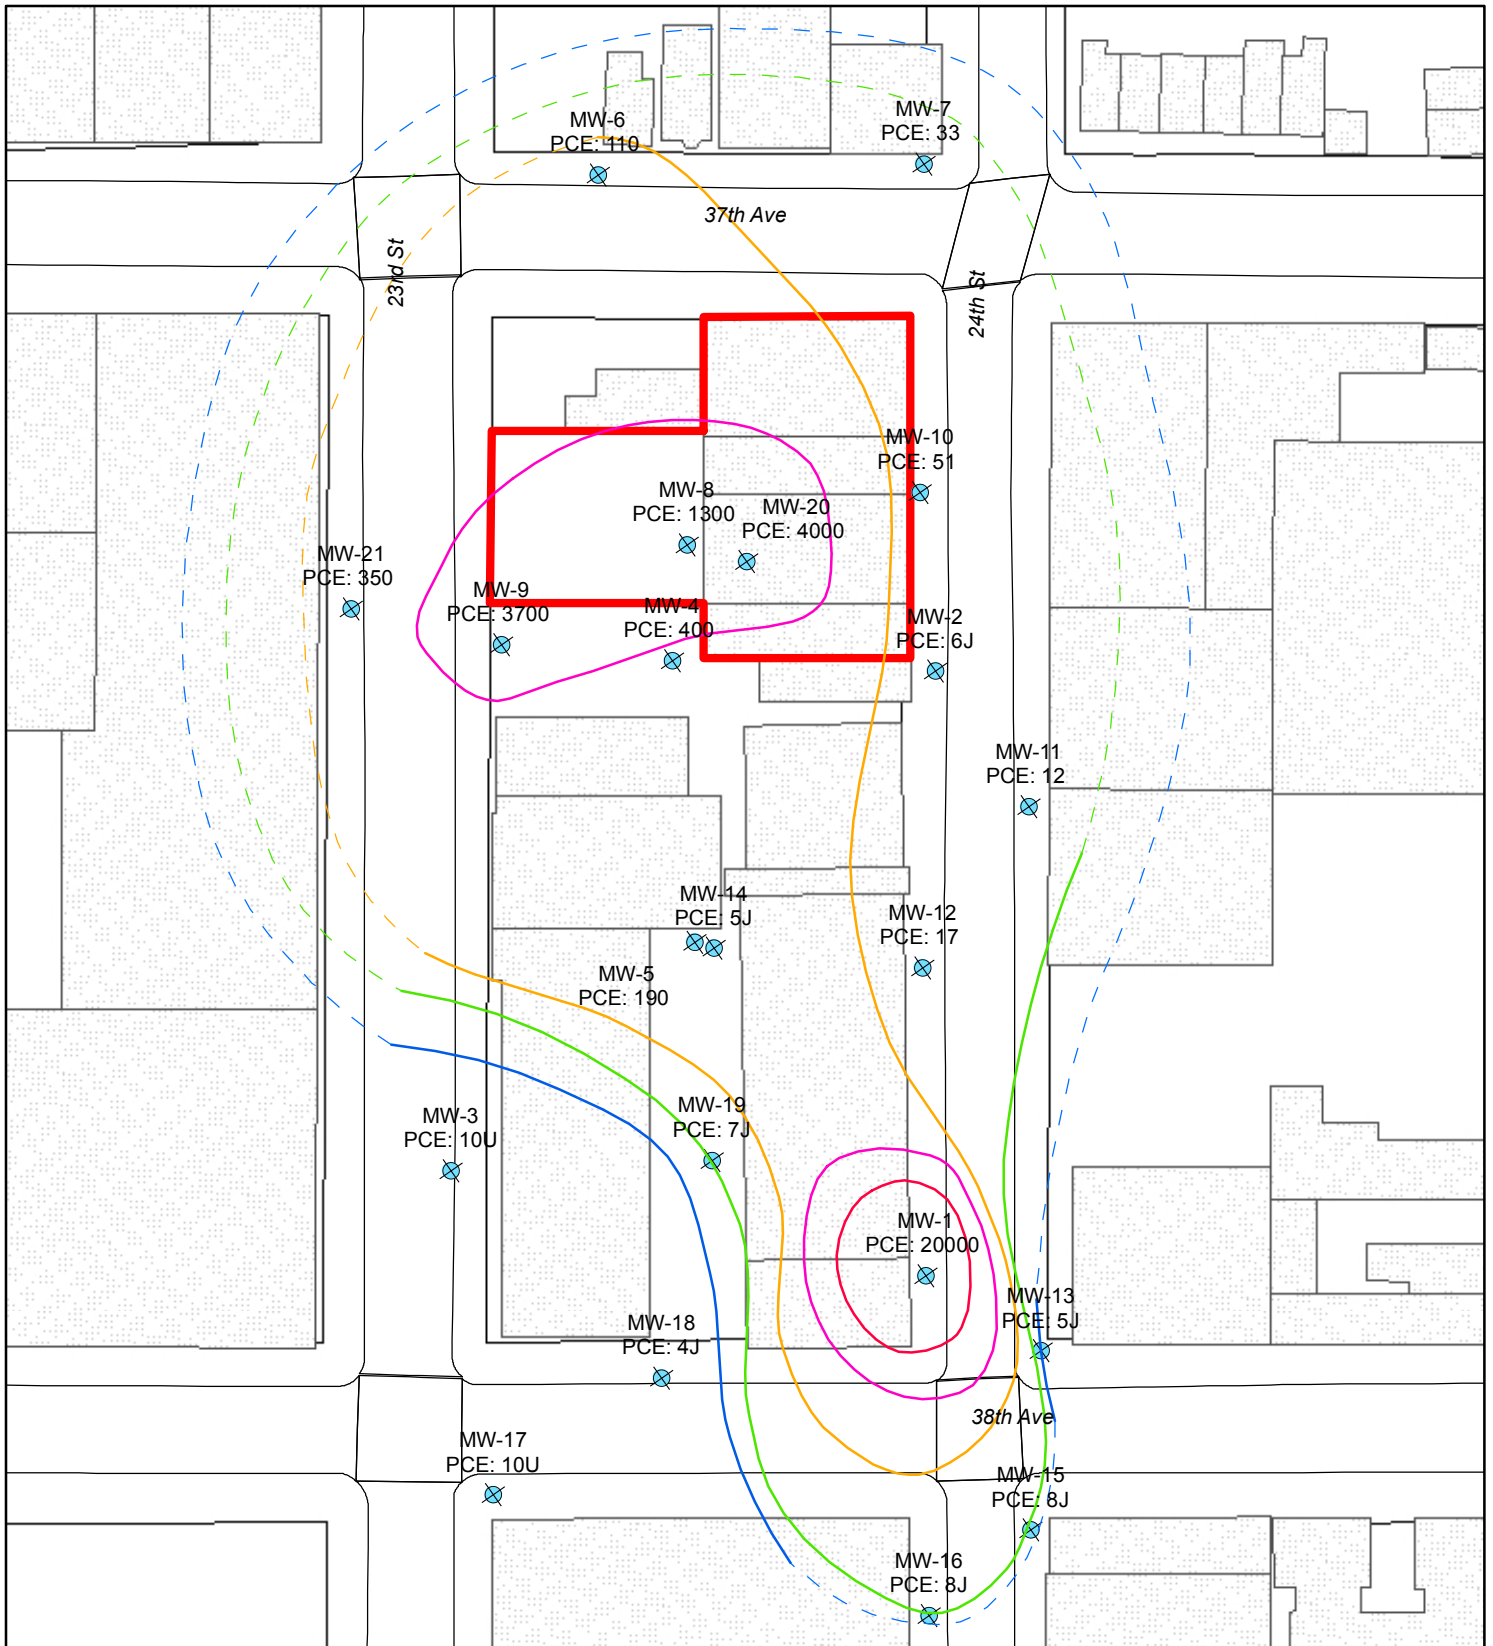 MW-6
PCE: 110
MW-7
PCE: 33
37th Ave
23rd St
24th St
MW-10
PCE: 51
MW-8
PCE: 1300
MW-20
PCE: 4000
MW-21
PCE: 350
MW-9
PCE: 3700
MW-4
PCE: 400
MW-2
PCE: 6J
MW-11
PCE: 12
MW-14
PCE: 5J
MW-12
PCE: 17
MW-5
PCE: 190
MW-3
PCE: 10U
MW-19
PCE: 7J
MW-1
PCE: 20000
MW-13
PCE: 5J
MW-18
PCE: 4J
38th Ave
MW-17
PCE: 10U
MW-15
PCE: 8J
MW-16
PCE: 8J